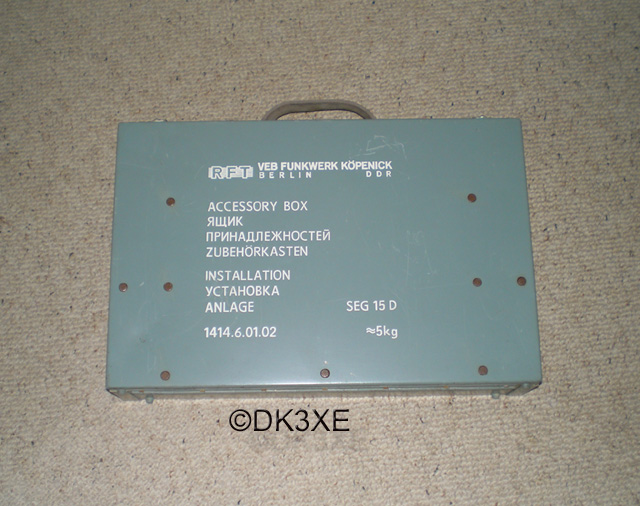 RFT VEB FUNKWERK KÖPENICK
BERLIN DDR
ACCESSORY BOX
ЯЩИК
ПРИНАДЛЕЖНОСТЕЙ
ZUBEHÖRKASTEN
INSTALLATION
УСТАНОВКА
ANLAGE SEG 15 D
1414.6.01.02 ≈5kg
©DK3XE